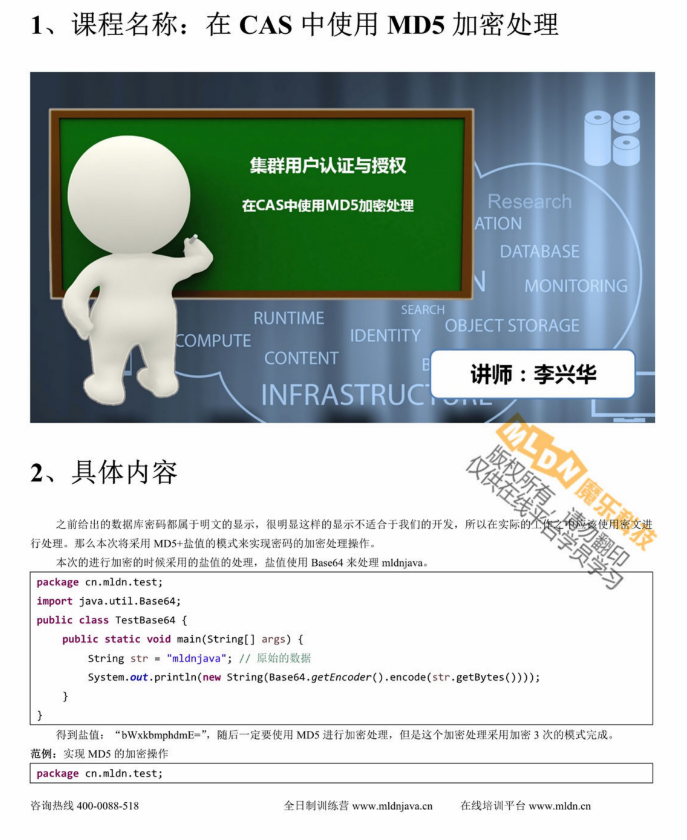 1、课程名称：在 CAS 中使用 MD5 加密处理
集群用户认证与授权
在CAS中使用MD5加密处理
Research
ATION
DATABASE
N
MONITORING
SEARCH
RUNTIME
OBJECT STORAGE
COMPUTE
IDENTITY
CONTENT
B
INFRASTRUCTURE
讲师：李兴华
MLDN 魔乐科技
版权所有，请勿翻印
仅供在线平台学员学习
2、具体内容
之前给出的数据库密码都属于明文的显示，很明显这样的显示不适合于我们的开发，所以在实际的工作之中应该使用密文进
行处理。那么本次将采用 MD5+盐值的模式来实现密码的加密处理操作。
本次的进行加密的时候采用的盐值的处理，盐值使用 Base64 来处理 mldnjava。
package cn.mldn.test;
import java.util.Base64;
public class TestBase64 {
public static void main(String[] args) {
String str = "mldnjava"; // 原始的数据
System.out.println(new String(Base64.getEncoder().encode(str.getBytes())));
}
}
得到盐值：“bWxkbmphdmE=”，随后一定要使用 MD5 进行加密处理，但是这个加密处理采用加密 3 次的模式完成。
范例：实现 MD5 的加密操作
package cn.mldn.test;
咨询热线 400-0088-518 全日制训练营 www.mldnjava.cn 在线培训平台 www.mldn.cn